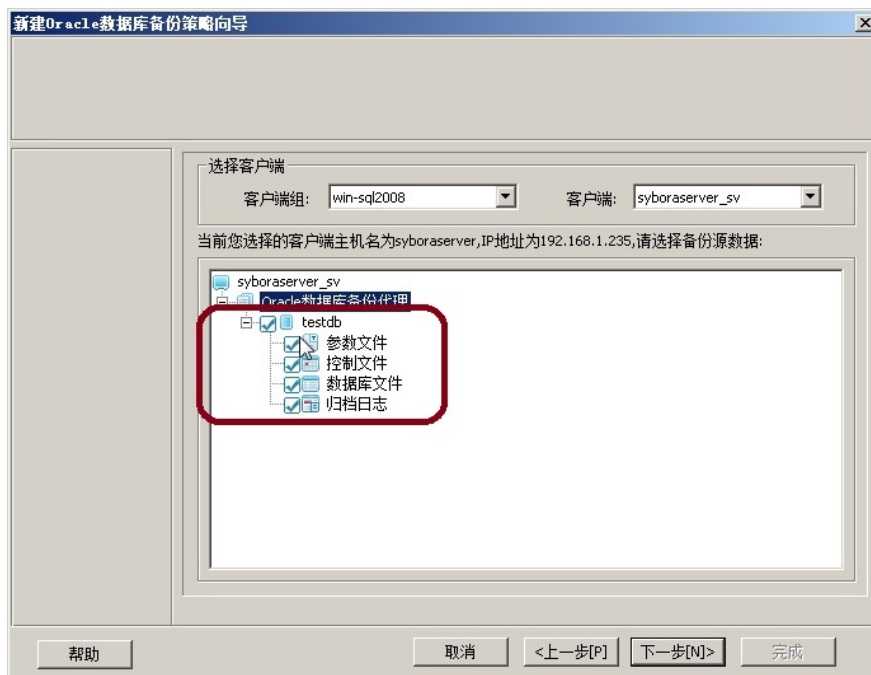 新建Oracle数据库备份策略向导
选择客户端
客户端组: win-sql2008 客户端: syboraserver_sv
当前您选择的客户端主机名为syboraserver,IP地址为192.168.1.235,请选择备份源数据:
syboraserver_sv
Oracle数据库备份代理
testdb
参数文件
控制文件
数据库文件
归档日志
帮助 取消 <上一步[P] 下一步[N]> 完成